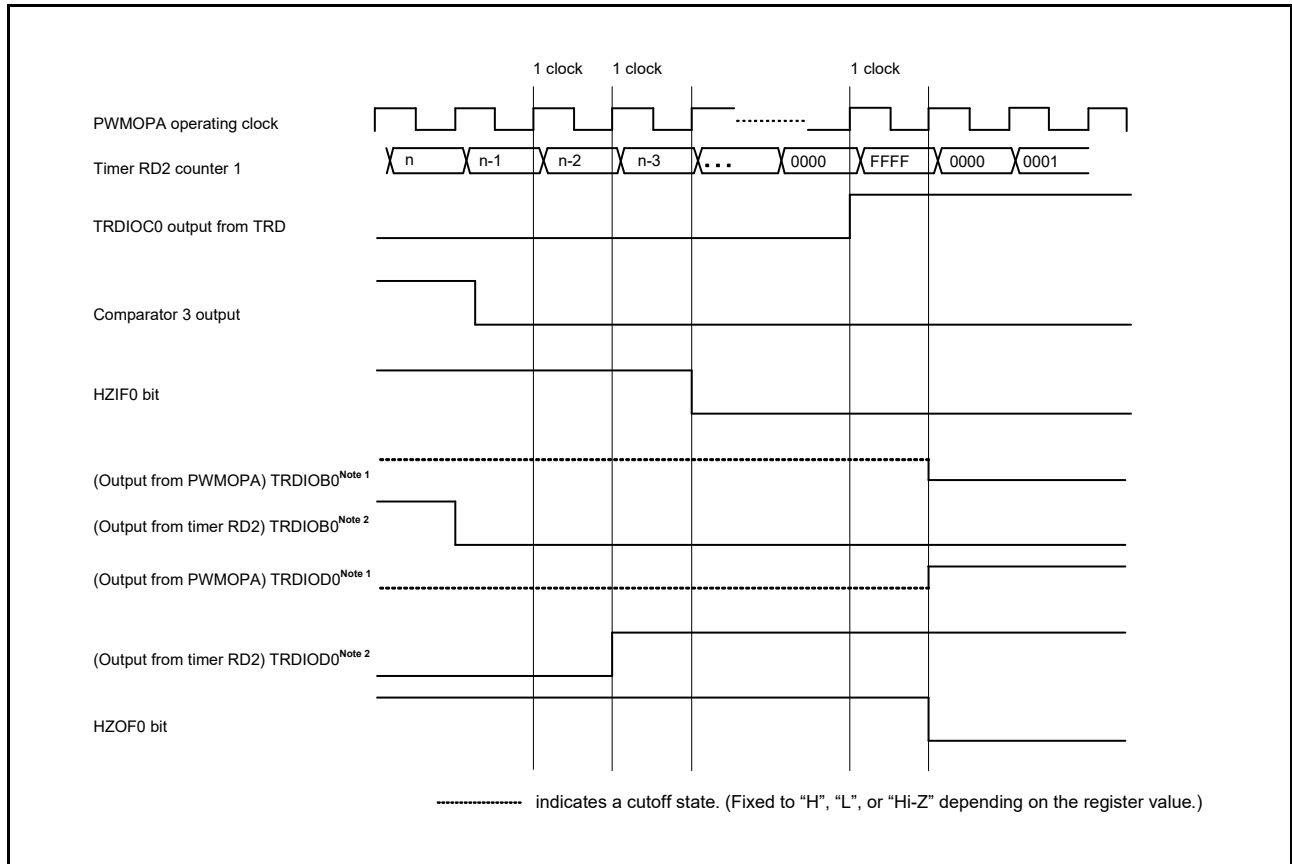 1 clock 1 clock 1 clock
PWMOPA operating clock
Timer RD2 counter 1 n n-1 n-2 n-3 ... 0000 FFFF 0000 0001
TRDIOC0 output from TRD
Comparator 3 output
HZIF0 bit
(Output from PWMOPA) TRDIOB0Note 1
(Output from timer RD2) TRDIOB0Note 2
(Output from PWMOPA) TRDIOD0Note 1
(Output from timer RD2) TRDIOD0Note 2
HZOF0 bit
indicates a cutoff state. (Fixed to “H”, “L”, or “Hi-Z” depending on the register value.)